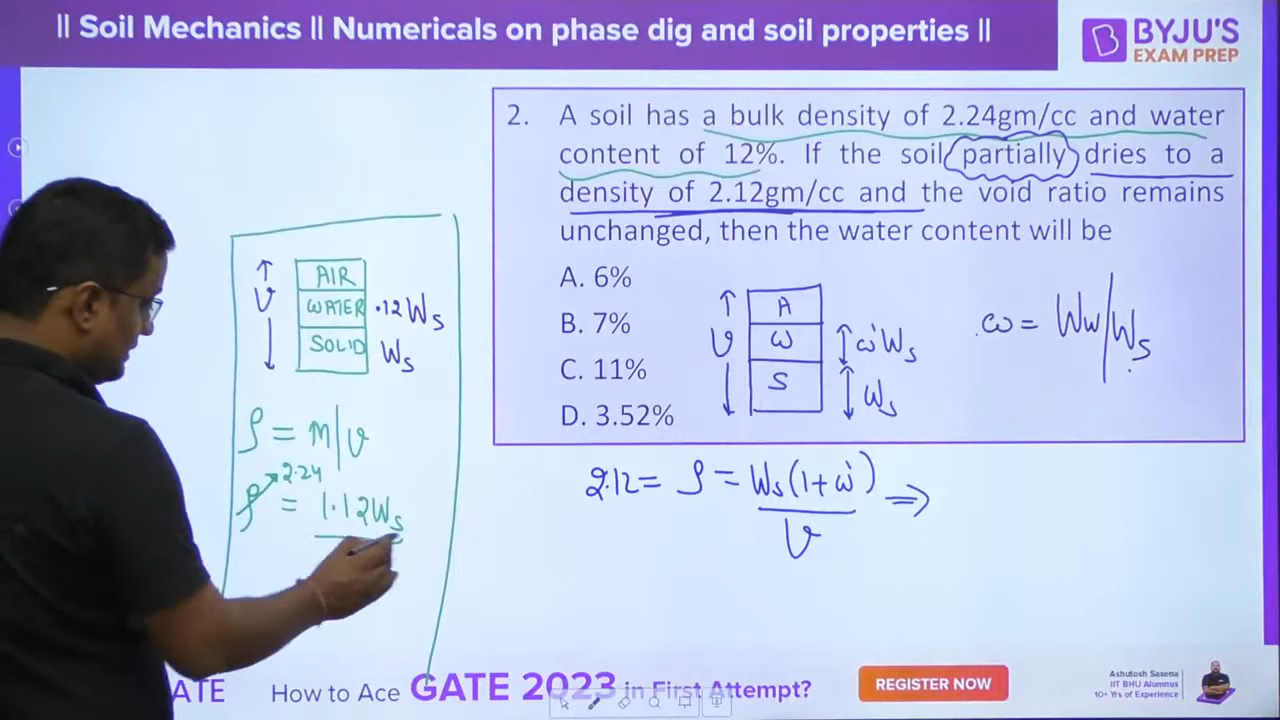 || Soil Mechanics || Numericals on phase dig and soil properties ||
BYJU'S
EXAM PREP
2. A soil has a bulk density of 2.24gm/cc and water
content of 12%. If the soil partially dries to a
density of 2.12gm/cc and the void ratio remains
unchanged, then the water content will be
A. 6%
B. 7%
C. 11%
D. 3.52%
A
V W w'Ws
S Ws
w = Ww/Ws
AIR
V WATER .12Ws
SOLID Ws
ρ = M/V
2.24
ρ = 1.12Ws
2.12 = ρ = Ws(1+w') ⇒
V
ATE
How to Ace GATE 2023 in First Attempt?
REGISTER NOW
Ashutosh Saxena
IIT BHU Alumnus
10+ Yrs of Experience